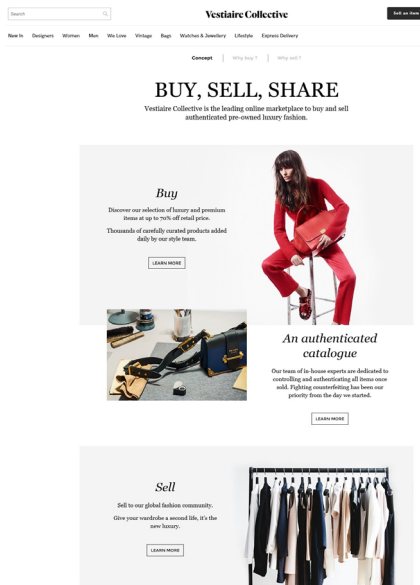 Search
Vestiaire Collective
Sell an item
New In Designers Women Men We Love Vintage Bags Watches & Jewellery Lifestyle Express Delivery
Concept Why buy ? Why sell ?
BUY, SELL, SHARE
Vestiaire Collective is the leading online marketplace to buy and sell
authenticated pre-owned luxury fashion.
Buy
Discover our selection of luxury and premium
items at up to 70% off retail price.
Thousands of carefully curated products added
daily by our style team.
LEARN MORE
An authenticated
catalogue
Our team of in-house experts are dedicated to
controlling and authenticating all items once
sold. Fighting counterfeiting has been our
priority from the day we started.
LEARN MORE
Sell
Sell to our global fashion community.
Give your wardrobe a second life, it's the
new luxury.
LEARN MORE